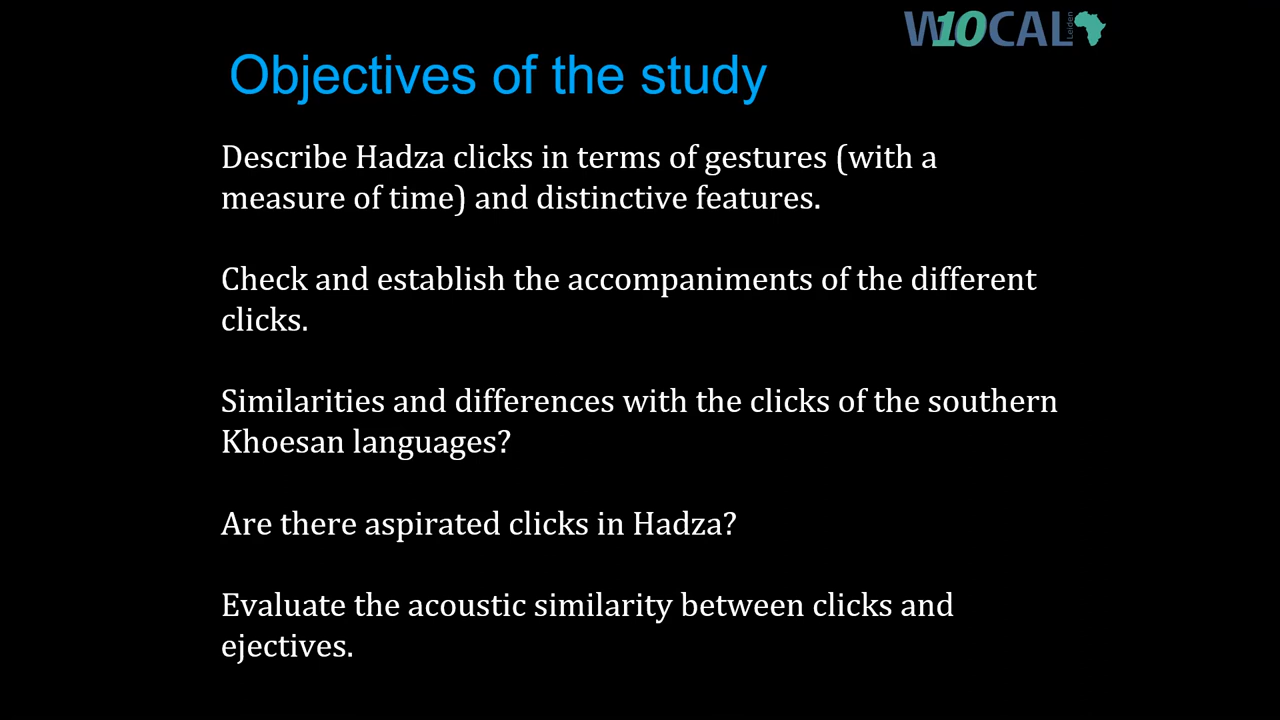 W10CAL
Leiden
Objectives of the study
Describe Hadza clicks in terms of gestures (with a
measure of time) and distinctive features.
Check and establish the accompaniments of the different
clicks.
Similarities and differences with the clicks of the southern
Khoesan languages?
Are there aspirated clicks in Hadza?
Evaluate the acoustic similarity between clicks and
ejectives.